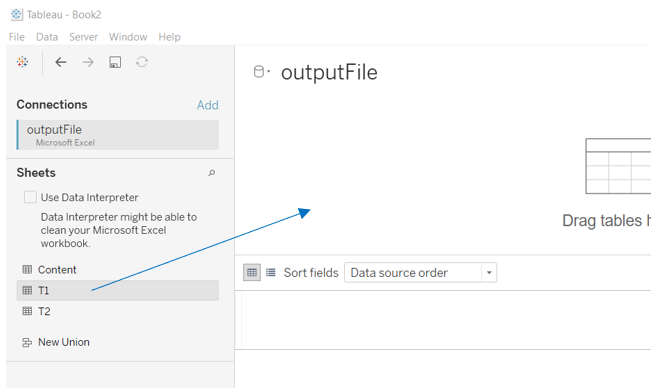 Tableau - Book2
File Data Server Window Help
Connections Add
outputFile
Microsoft Excel
Sheets
Use Data Interpreter
Data Interpreter might be able to
clean your Microsoft Excel
workbook.
Content
T1
T2
New Union
outputFile
Drag tables h
Sort fields Data source order